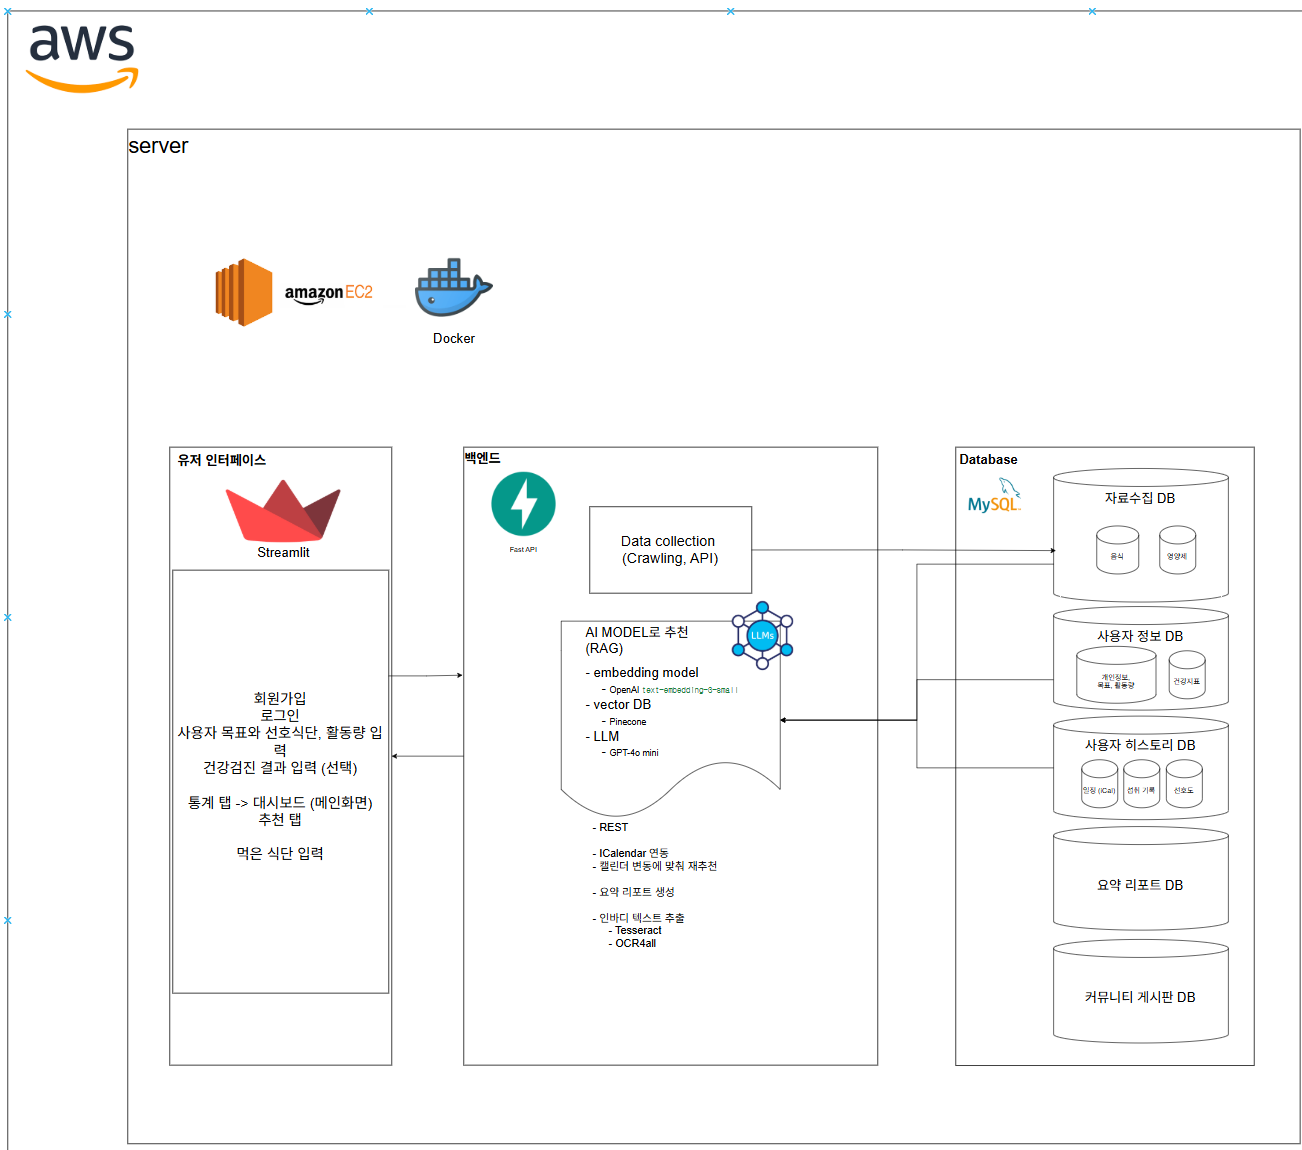 aws
server
amazon EC2
Docker
유저 인터페이스
Streamlit
회원가입
로그인
사용자 목표와 선호식단, 활동량 입
력
건강검진 결과 입력 (선택)
통계 탭 -> 대시보드 (메인화면)
추천 탭
먹은 식단 입력
백엔드
Fast API
Data collection
(Crawling, API)
AI MODEL로 추천
(RAG)
LLMs
- embedding model
- OpenAI text-embedding-3-small
- vector DB
- Pinecone
- LLM
- GPT-4o mini
- REST
- ICalendar 연동
- 캘린더 변동에 맞춰 재추천
- 요약 리포트 생성
- 인바디 텍스트 추출
- Tesseract
- OCR4all
Database
MySQL
자료수집 DB
음식
영양제
사용자 정보 DB
개인정보,
목표, 활동량
건강지표
사용자 히스토리 DB
일정 (iCal)
섭취 기록
선호도
요약 리포트 DB
커뮤니티 게시판 DB